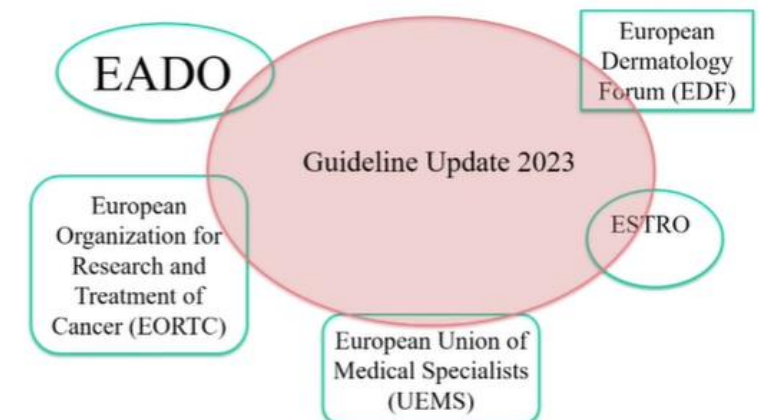 EADO
European
Dermatology
Forum (EDF)
Guideline Update 2023
European
Organization for
Research and
Treatment of
Cancer (EORTC)
ESTRO
European Union of
Medical Specialists
(UEMS)